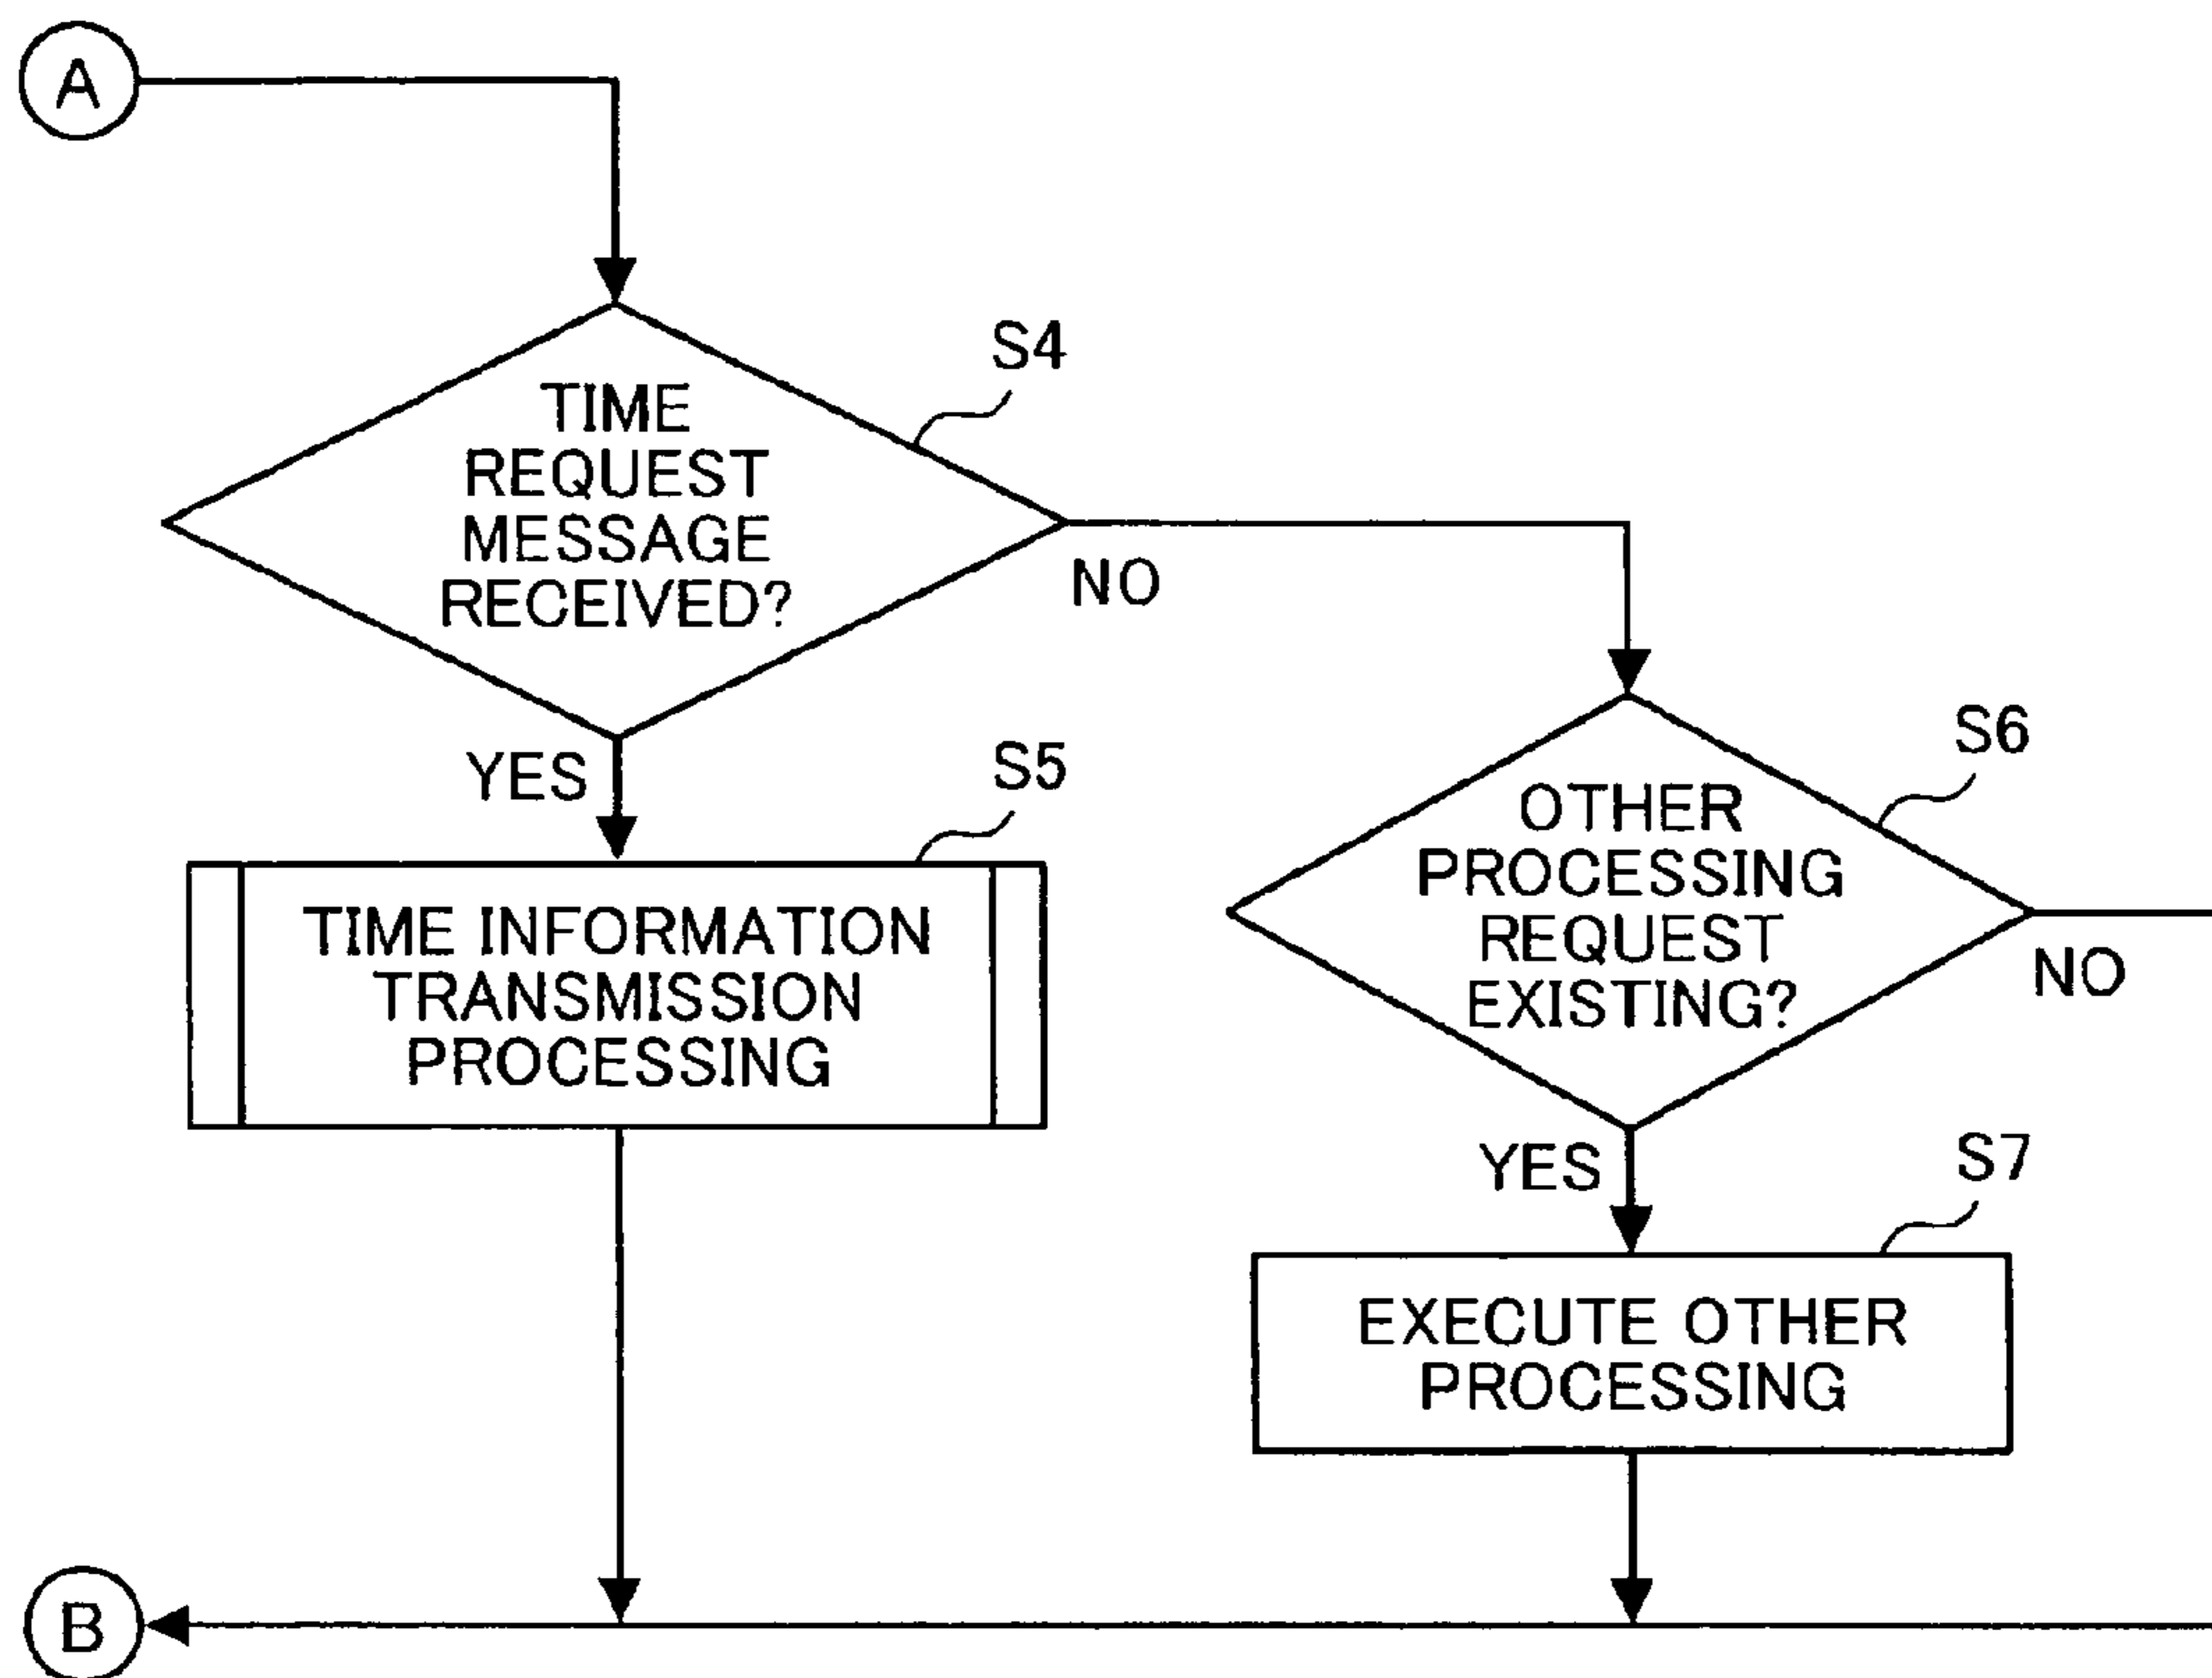 A
S4
TIME
REQUEST
MESSAGE
RECEIVED?
NO
YES
S5
TIME INFORMATION
TRANSMISSION
PROCESSING
S6
OTHER
PROCESSING
REQUEST
EXISTING?
NO
YES
S7
EXECUTE OTHER
PROCESSING
B